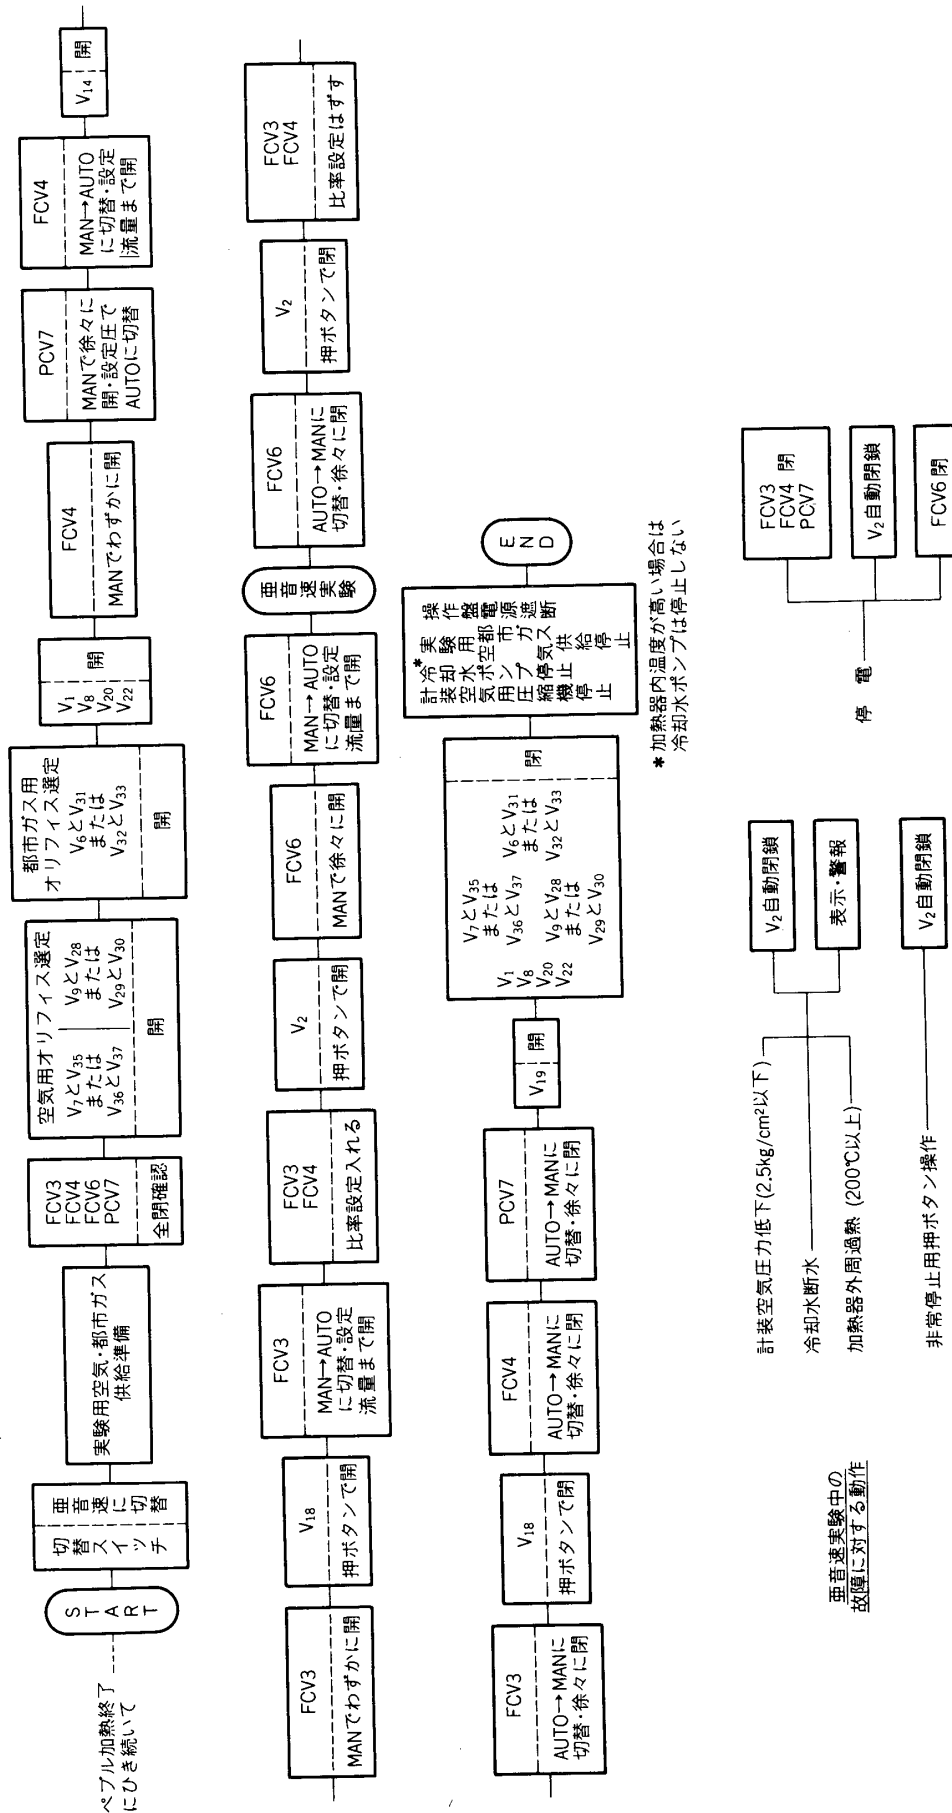 ペブル加熱終了
にひき続いて
START
切替スイッチ
亜音速に切替
実験用空気・都市ガス
供給準備
FCV3
FCV4
FCV6
PCV7
全閉確認
空気用オリフィス選定
V7とV35
または
V36とV37
V9とV28
または
V29とV30
開
都市ガス用
オリフィス選定
V6とV31
または
V32とV33
開
V1
V8
V20
V22
開
FCV4
MANでわずかに開
PCV7
MANで徐々に
開・設定圧で
AUTOに切替
FCV4
MAN→AUTO
に切替・設定
流量まで開
V14 開
FCV3
MANでわずかに開
V18
押ボタンで開
FCV3
MAN→AUTO
に切替・設定
流量まで開
FCV3
FCV4
比率設定入れる
V2
押ボタンで開
FCV6
MANで徐々に開
FCV6
MAN→AUTO
に切替・設定
流量まで開
亜音速実験
FCV6
AUTO→MANに
切替・徐々に閉
V2
押ボタンで閉
FCV3
FCV4
比率設定はずす
FCV3
AUTO→MANに
切替・徐々に閉
V18
押ボタンで閉
FCV4
AUTO→MANに
切替・徐々に閉
PCV7
AUTO→MANに
切替・徐々に閉
V19 開
V1
V8
V20
V22
V7とV35
または
V36とV37
V9とV28
または
V29とV30
V6とV31
または
V32とV33
閉
計装空気用圧縮機停止
冷却水ポンプ停止
*
実験用空気
都市ガス供給停止
操作盤電源遮断
END
*加熱器内温度が高い場合は
冷却水ポンプは停止しない
亜音速実験中の
故障に対する動作
計装空気圧力低下(2.5kg/cm²以下)
冷却水断水
加熱器外周過熱(200℃以上)
V2自動閉鎖
表示・警報
非常停止用押ボタン操作
V2自動閉鎖
停電
FCV3
FCV4
PCV7
閉
V2自動閉鎖
FCV6閉